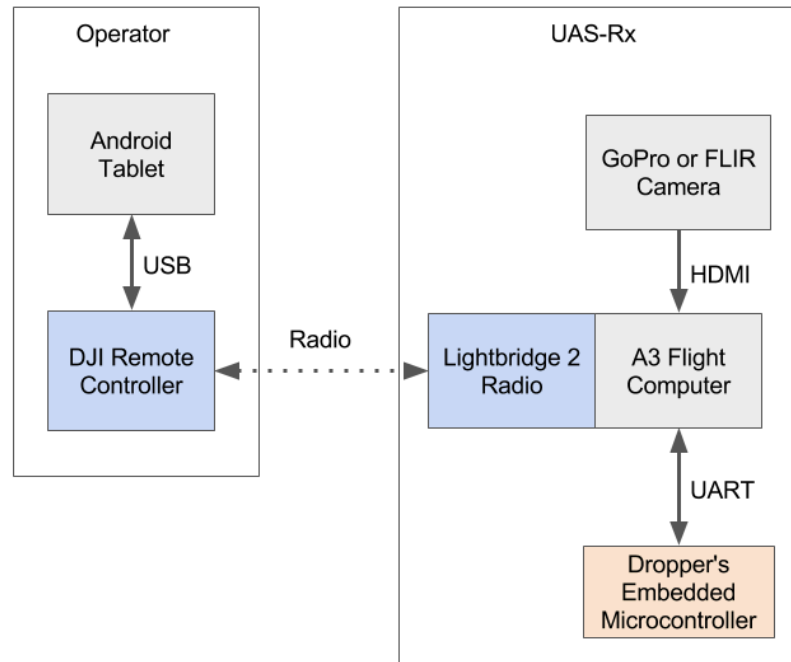 Operator
Android
Tablet
USB
DJI Remote
Controller
Radio
UAS-Rx
GoPro or FLIR
Camera
HDMI
Lightbridge 2
Radio
A3 Flight
Computer
UART
Dropper's
Embedded
Microcontroller